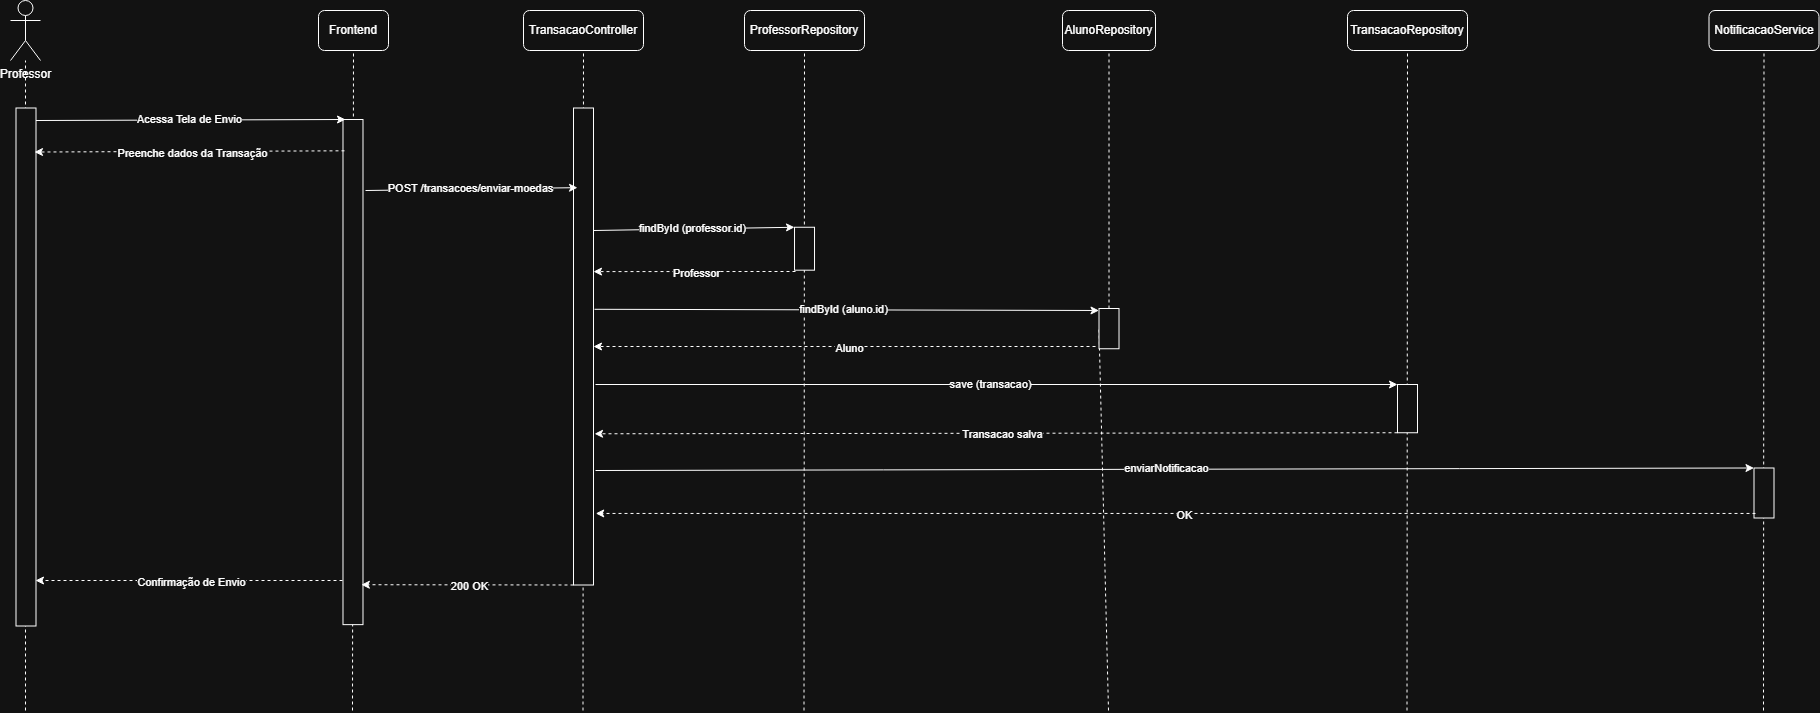 Professor
Frontend
TransacaoController
ProfessorRepository
AlunoRepository
TransacaoRepository
NotificacaoService
Acessa Tela de Envio
Preenche dados da Transação
POST /transacoes/enviar-moedas
findById (professor.id)
Professor
findById (aluno.id)
Aluno
save (transacao)
Transacao salva
enviarNotificacao
OK
Confirmação de Envio
200 OK